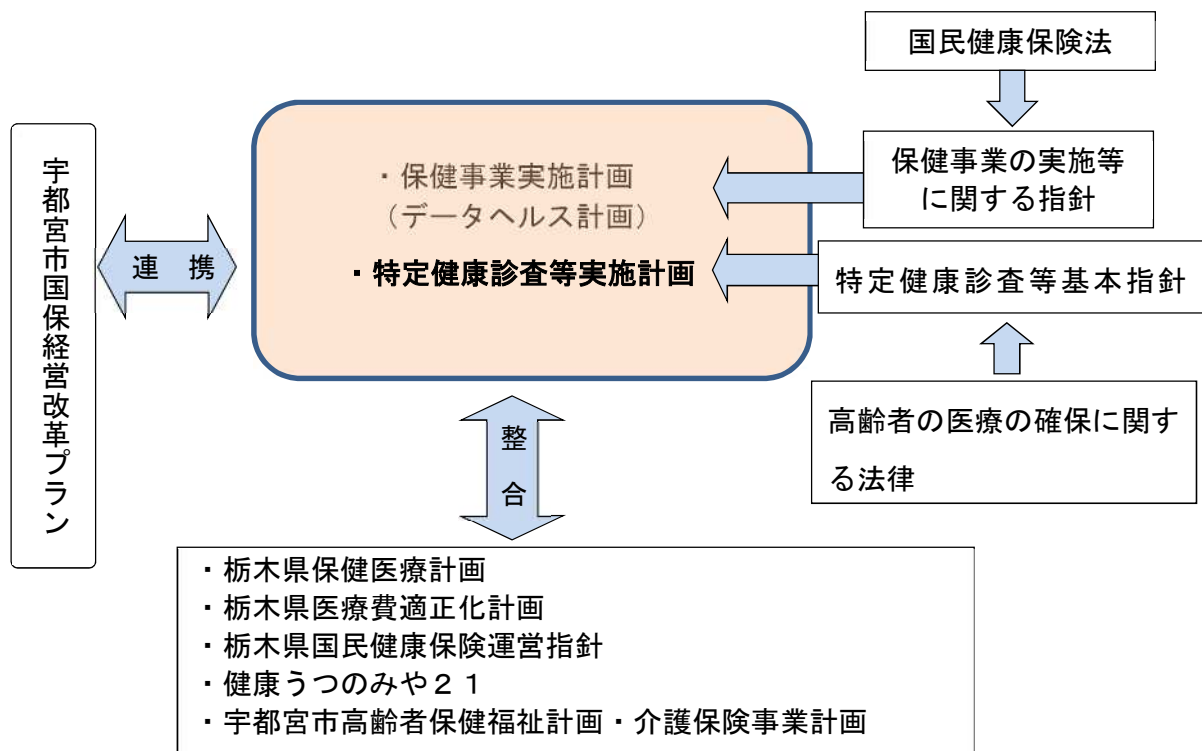 国民健康保険法
保健事業の実施等
に関する指針
・保健事業実施計画
（データヘルス計画）
・特定健康診査等実施計画
特定健康診査等基本指針
高齢者の医療の確保に関す
る法律
連　携
宇都宮市国保経営改革プラン
整
合
・栃木県保健医療計画
・栃木県医療費適正化計画
・栃木県国民健康保険運営指針
・健康うつのみや２１
・宇都宮市高齢者保健福祉計画・介護保険事業計画